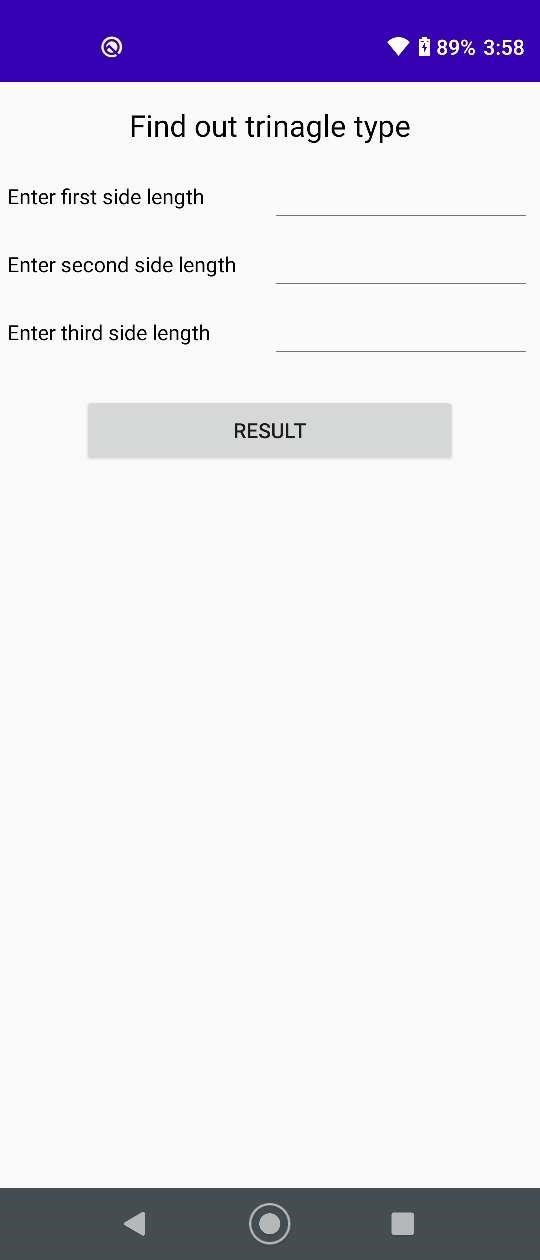 89% 3:58
Find out trinagle type
Enter first side length
Enter second side length
Enter third side length
RESULT